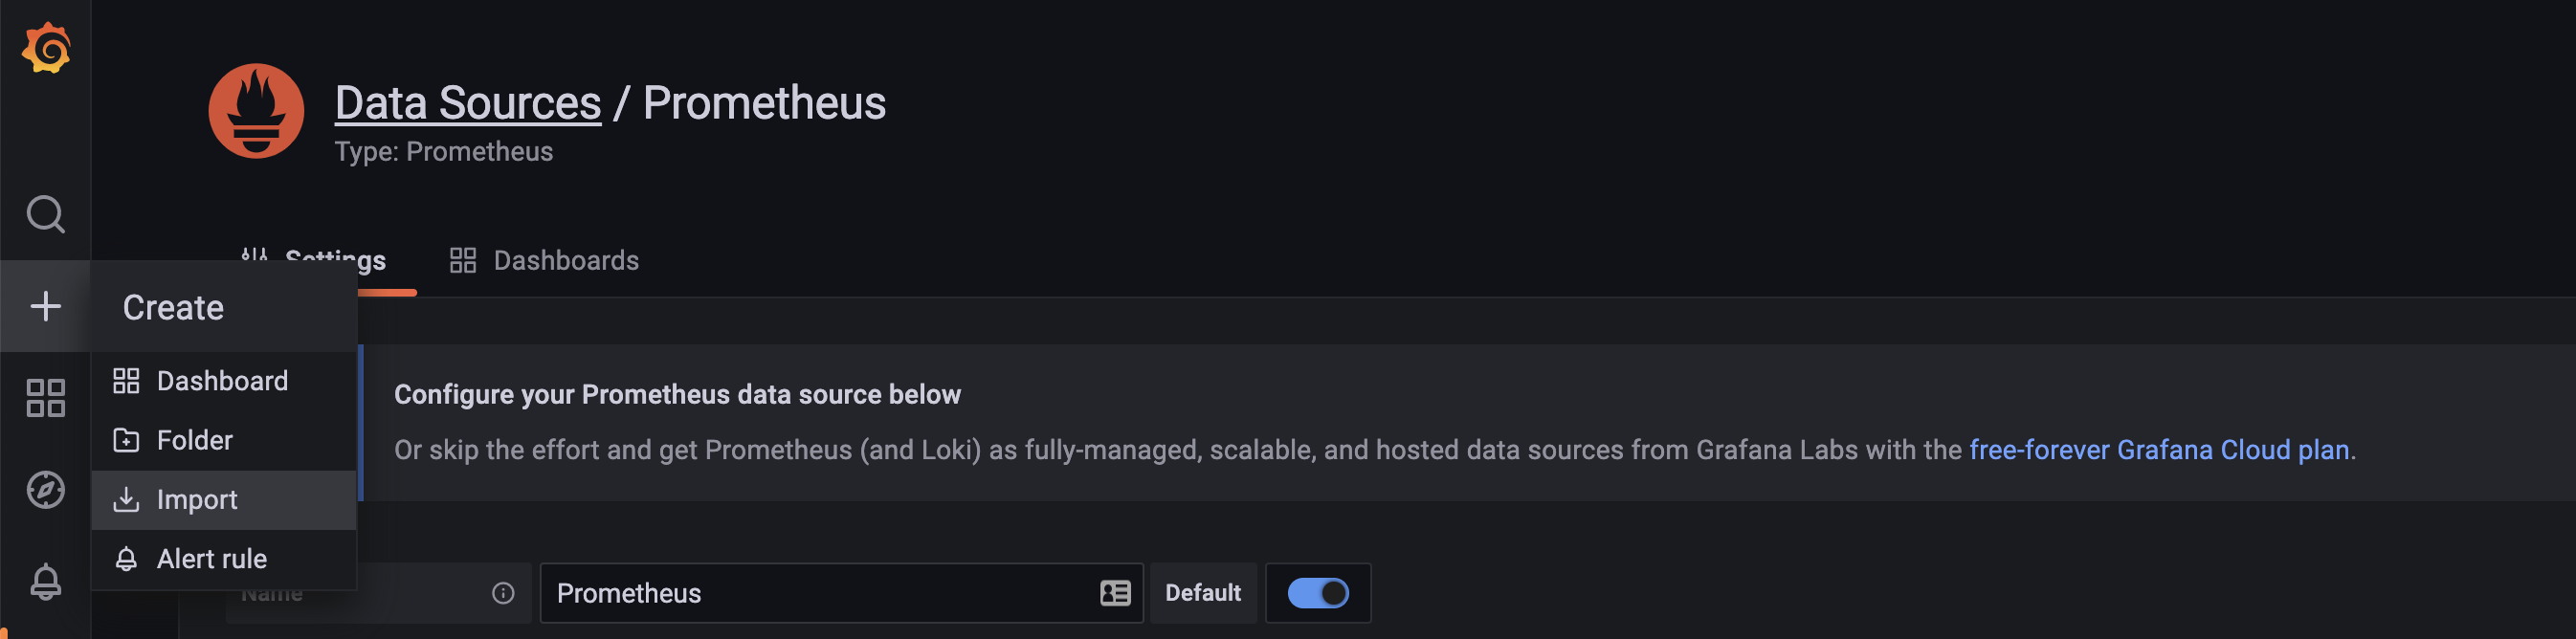 Data Sources / Prometheus
Type: Prometheus
Settings
Dashboards
Create
Dashboard
Folder
Import
Alert rule
Configure your Prometheus data source below
Or skip the effort and get Prometheus (and Loki) as fully-managed, scalable, and hosted data sources from Grafana Labs with the free-forever Grafana Cloud plan.
Name
Prometheus
Default